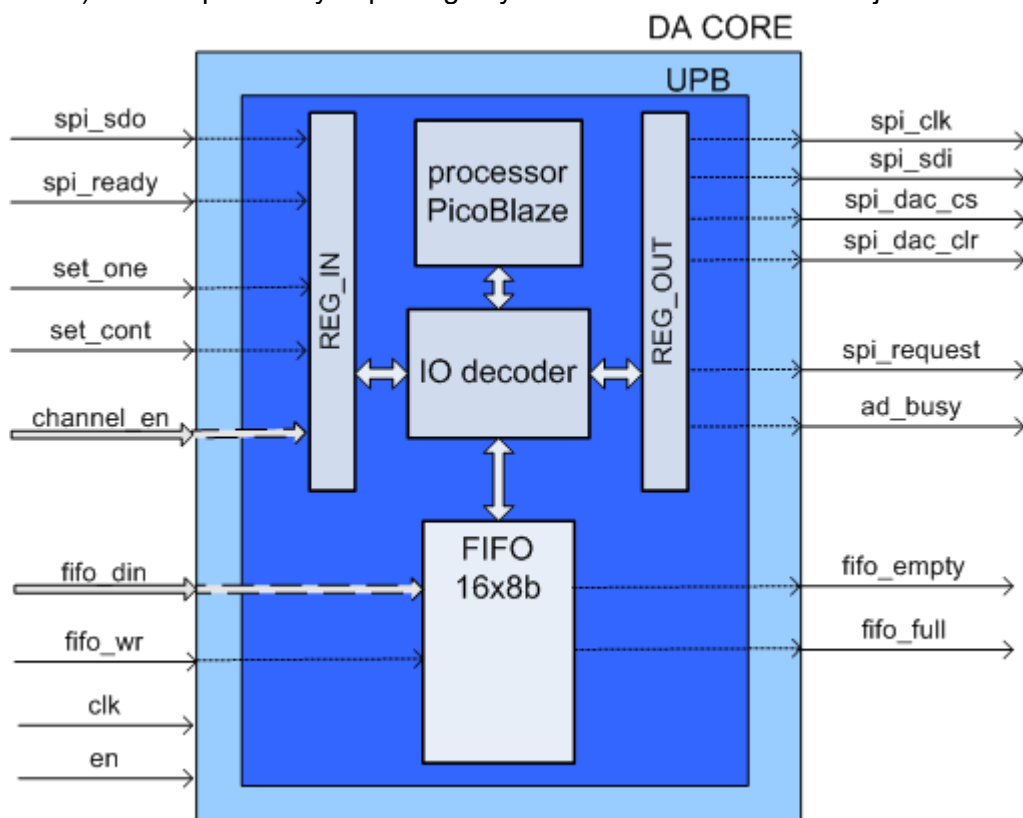 DA CORE
UPB
spi_sdo
spi_ready
set_one
set_cont
channel_en
fifo_din
fifo_wr
clk
en
REG_IN
processor
PicoBlaze
IO decoder
FIFO
16x8b
REG_OUT
spi_clk
spi_sdi
spi_dac_cs
spi_dac_clr
spi_request
ad_busy
fifo_empty
fifo_full